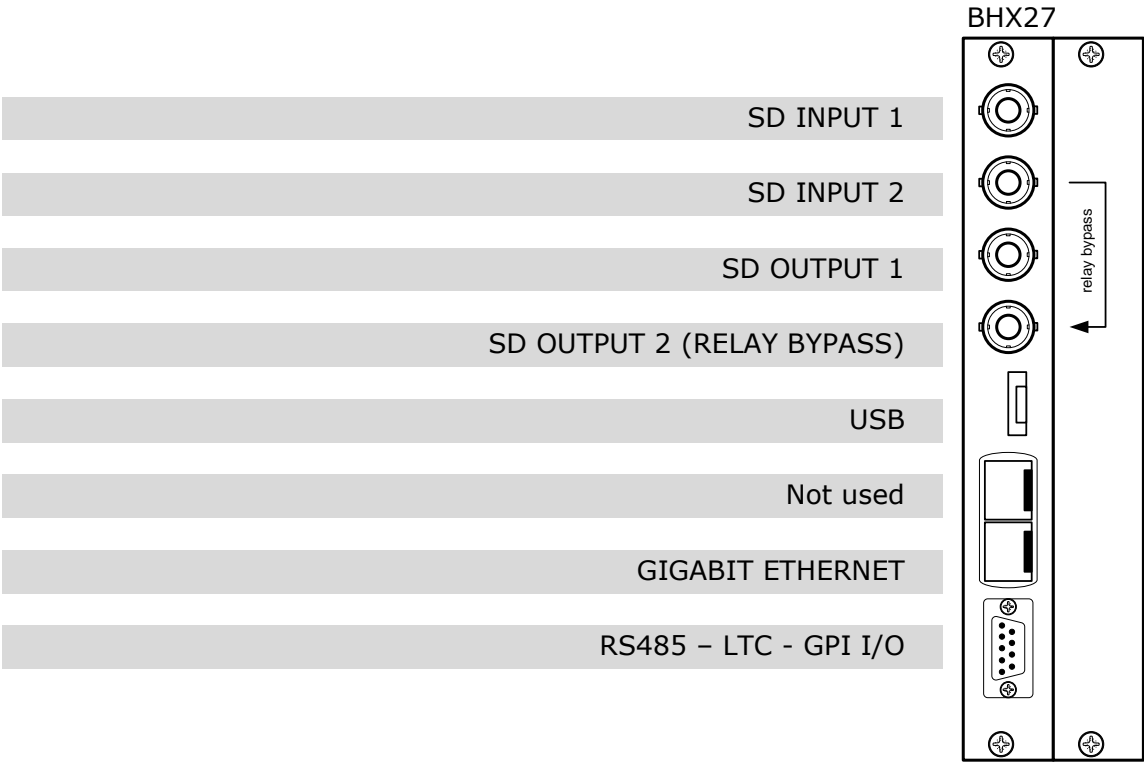 BHX27
SD INPUT 1
SD INPUT 2
relay bypass
SD OUTPUT 1
SD OUTPUT 2 (RELAY BYPASS)
USB
Not used
GIGABIT ETHERNET
RS485 – LTC - GPI I/O